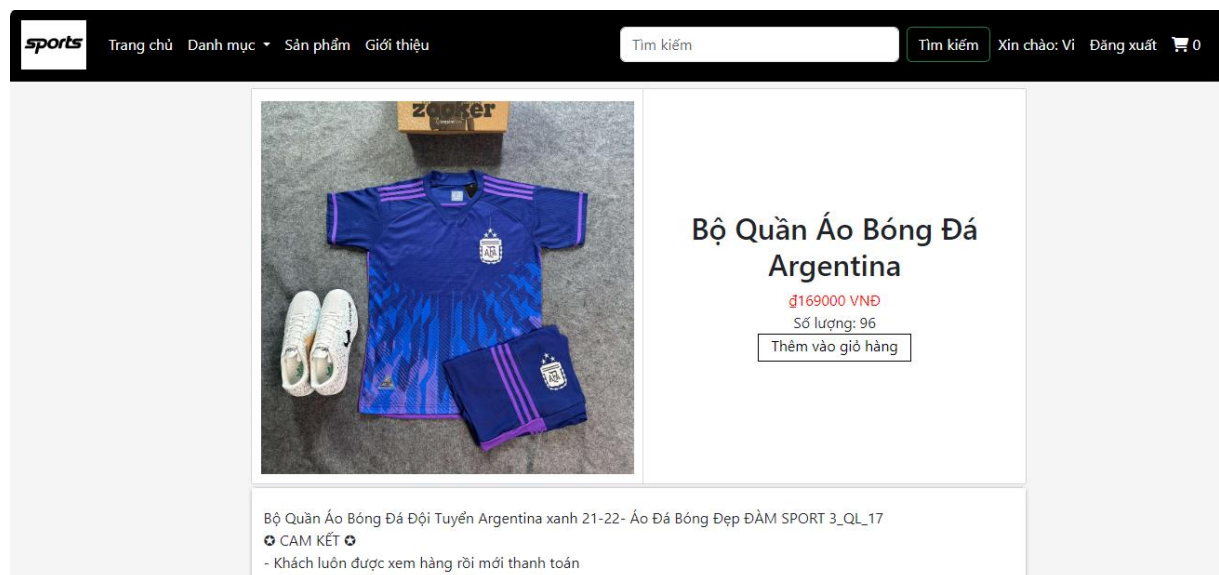 sports
Trang chủ Danh mục Sản phẩm Giới thiệu
Tìm kiếm
Tìm kiếm
Xin chào: Vi Đăng xuất 0
zooker
AFA
AFA
Bộ Quần Áo Bóng Đá
Argentina
₫169000 VNĐ
Số lượng: 96
Thêm vào giỏ hàng
Bộ Quần Áo Bóng Đá Đội Tuyển Argentina xanh 21-22- Áo Đá Bóng Đẹp ĐÀM SPORT 3_QL_17
✪ CAM KẾT ✪
- Khách luôn được xem hàng rồi mới thanh toán